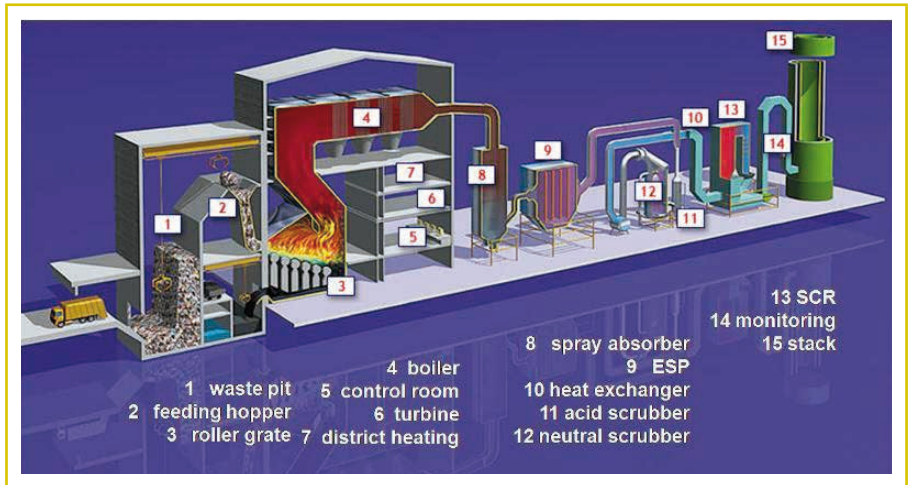 15
4
10
13
9
7
8
14
2
6
12
1
11
5
3
13 SCR
14 monitoring
8 spray absorber
15 stack
4 boiler
9 ESP
1 waste pit
5 control room
10 heat exchanger
2 feeding hopper
6 turbine
11 acid scrubber
3 roller grate
7 district heating
12 neutral scrubber